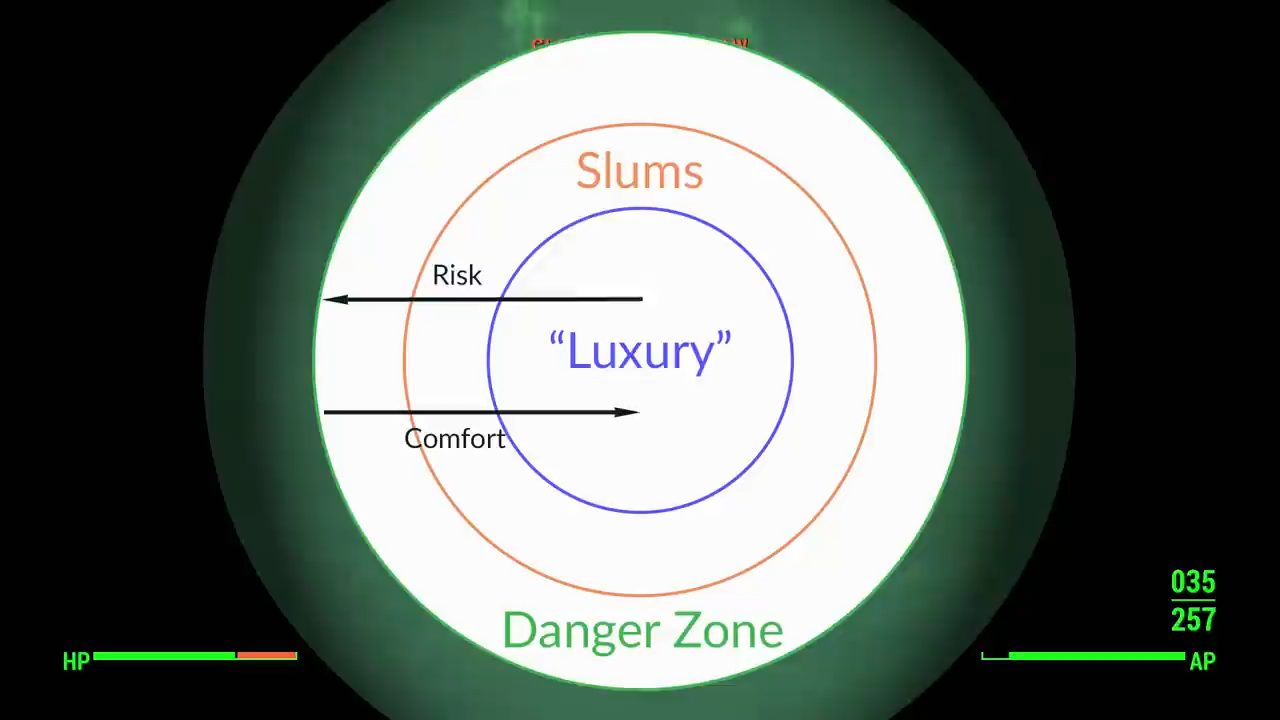 Slums
Risk
“Luxury”
Comfort
Danger Zone
035
257
HP
AP